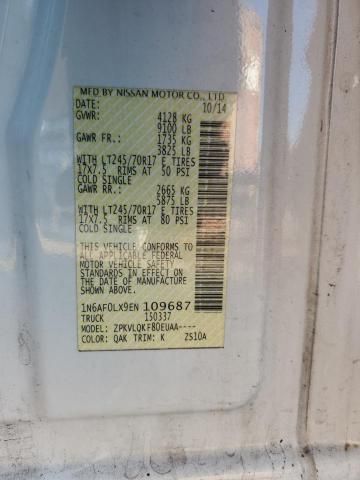 MFD BY NISSAN MOTOR CO., LTD.
DATE: 10/14
GVWR: 4128 KG
9100 LB
GAWR FR.: 1735 KG
3825 LB
WITH LT245/70R17 E TIRES
17X7.5 RIMS AT 50 PSI
COLD SINGLE
GAWR RR.: 2665 KG
5875 LB
WITH LT245/70R17 E TIRES
17X7.5 RIMS AT 80 PSI
COLD SINGLE
THIS VEHICLE CONFORMS TO
ALL APPLICABLE FEDERAL
MOTOR VEHICLE SAFETY
STANDARDS IN EFFECT ON
THE DATE OF MANUFACTURE
SHOWN ABOVE.
1N6AF0LX9EN 109687
TRUCK 150337
MODEL: ZPKVLQKF80EUAA----
COLOR: QAK TRIM: K ZS10A